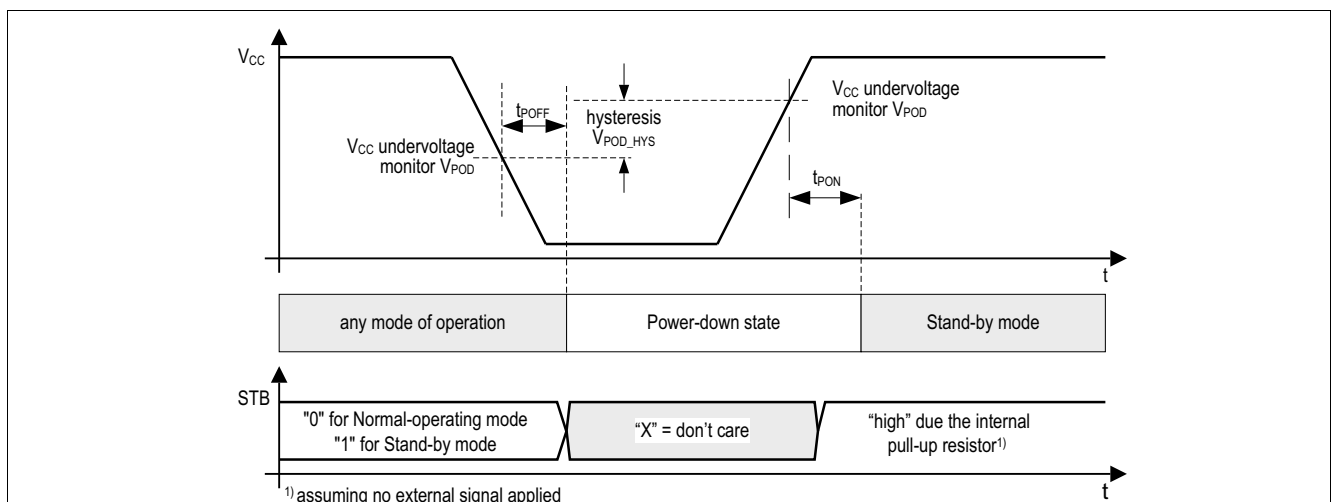 VCC
tPOFF
hysteresis
VPOD_HYS
VCC undervoltage
monitor VPOD
VCC undervoltage
monitor VPOD
tPON
t
any mode of operation
Power-down state
Stand-by mode
STB
"0" for Normal-operating mode
"1" for Stand-by mode
“X” = don’t care
“high” due the internal
pull-up resistor1)
1) assuming no external signal applied
t